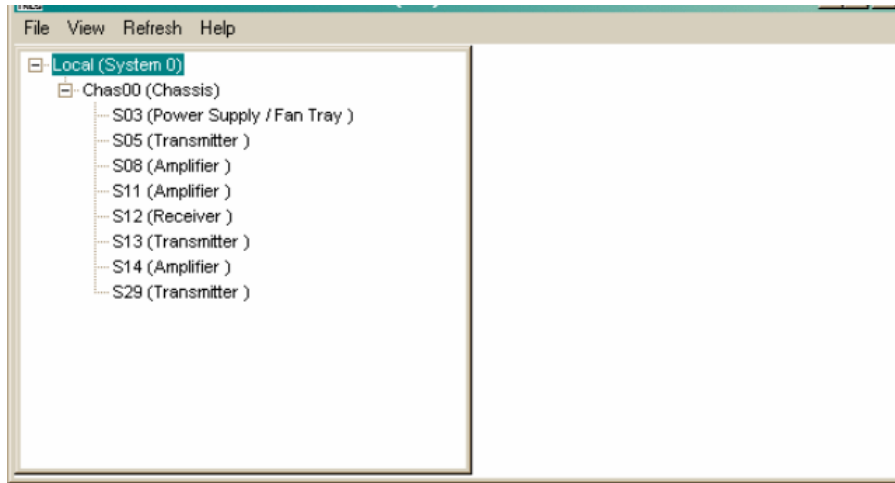 File View Refresh Help
Local (System 0)
Chas00 (Chassis)
S03 (Power Supply / Fan Tray )
S05 (Transmitter )
S08 (Amplifier )
S11 (Amplifier )
S12 (Receiver )
S13 (Transmitter )
S14 (Amplifier )
S29 (Transmitter )